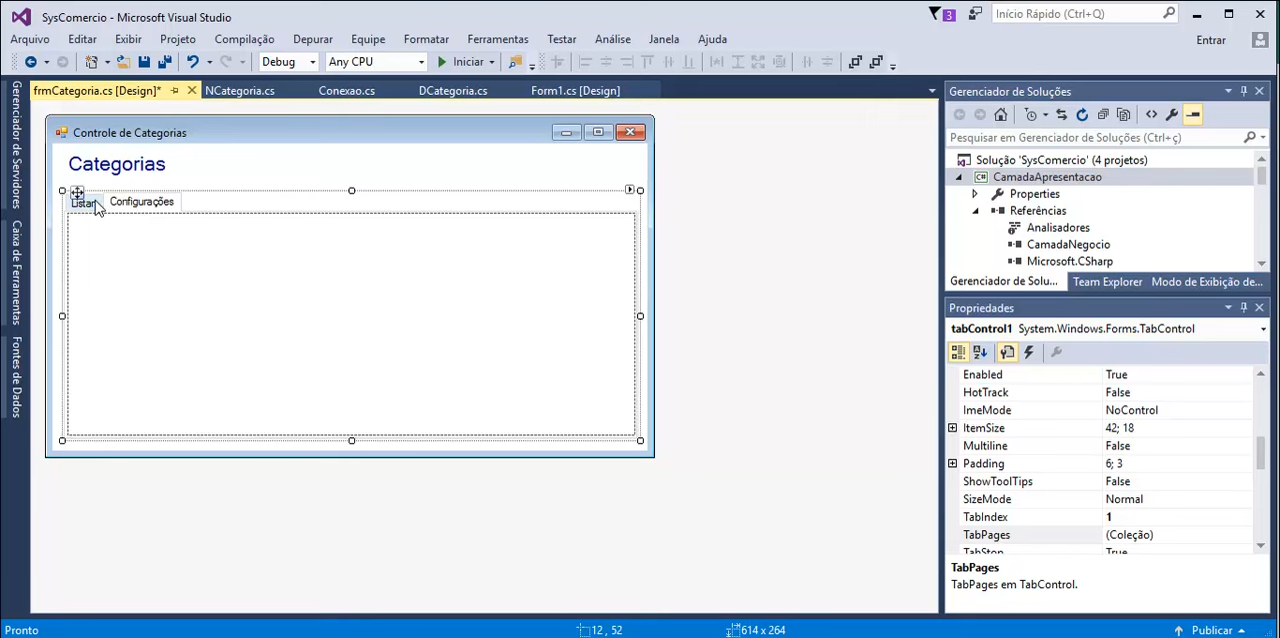 SysComercio - Microsoft Visual Studio
3
Início Rápido (Ctrl+Q)
Arquivo Editar Exibir Projeto Compilação Depurar Equipe Formatar Ferramentas Testar Análise Janela Ajuda
Entrar
Debug Any CPU Iniciar
frmCategoria.cs [Design]* NCategoria.cs Conexao.cs DCategoria.cs Form1.cs [Design]
Gerenciador de Servidores
Caixa de Ferramentas
Fontes de Dados
Controle de Categorias
Categorias
Listar Configurações
Gerenciador de Soluções
Pesquisar em Gerenciador de Soluções (Ctrl+ç)
Solução 'SysComercio' (4 projetos)
CamadaApresentacao
Properties
Referências
Analisadores
CamadaNegocio
Microsoft.CSharp
Gerenciador de Solu... Team Explorer Modo de Exibição de...
Propriedades
tabControl1 System.Windows.Forms.TabControl
Enabled True
HotTrack False
ImeMode NoControl
ItemSize 42; 18
Multiline False
Padding 6; 3
ShowToolTips False
SizeMode Normal
TabIndex 1
TabPages (Coleção)
TabStop True
TabPages
TabPages em TabControl.
Pronto 12 , 52 614 x 264 Publicar